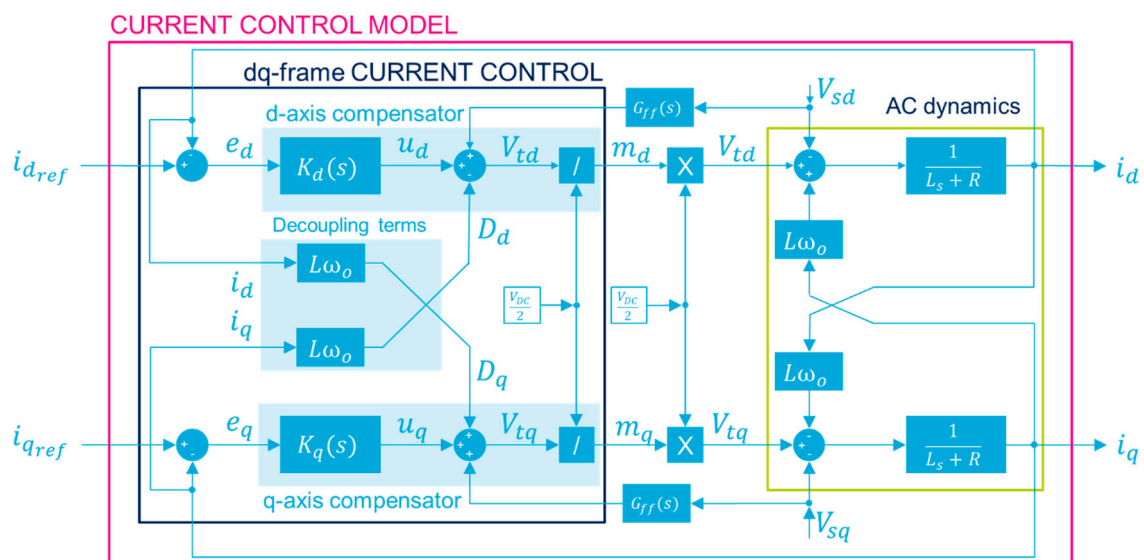 CURRENT CONTROL MODEL
dq-frame CURRENT CONTROL
d-axis compensator
G_ff(s)
V_sd
AC dynamics
i_d_ref
+
-
e_d
K_d(s)
u_d
+
+
-
V_td
/
m_d
X
V_td
-
+
+
1
L_s + R
i_d
Decoupling terms
D_d
Lω_o
Lω_o
i_d
V_DC
2
V_DC
2
i_q
Lω_o
Lω_o
D_q
i_q_ref
+
-
e_q
K_q(s)
u_q
+
+
+
V_tq
/
m_q
X
V_tq
-
+
-
1
L_s + R
i_q
q-axis compensator
G_ff(s)
V_sq